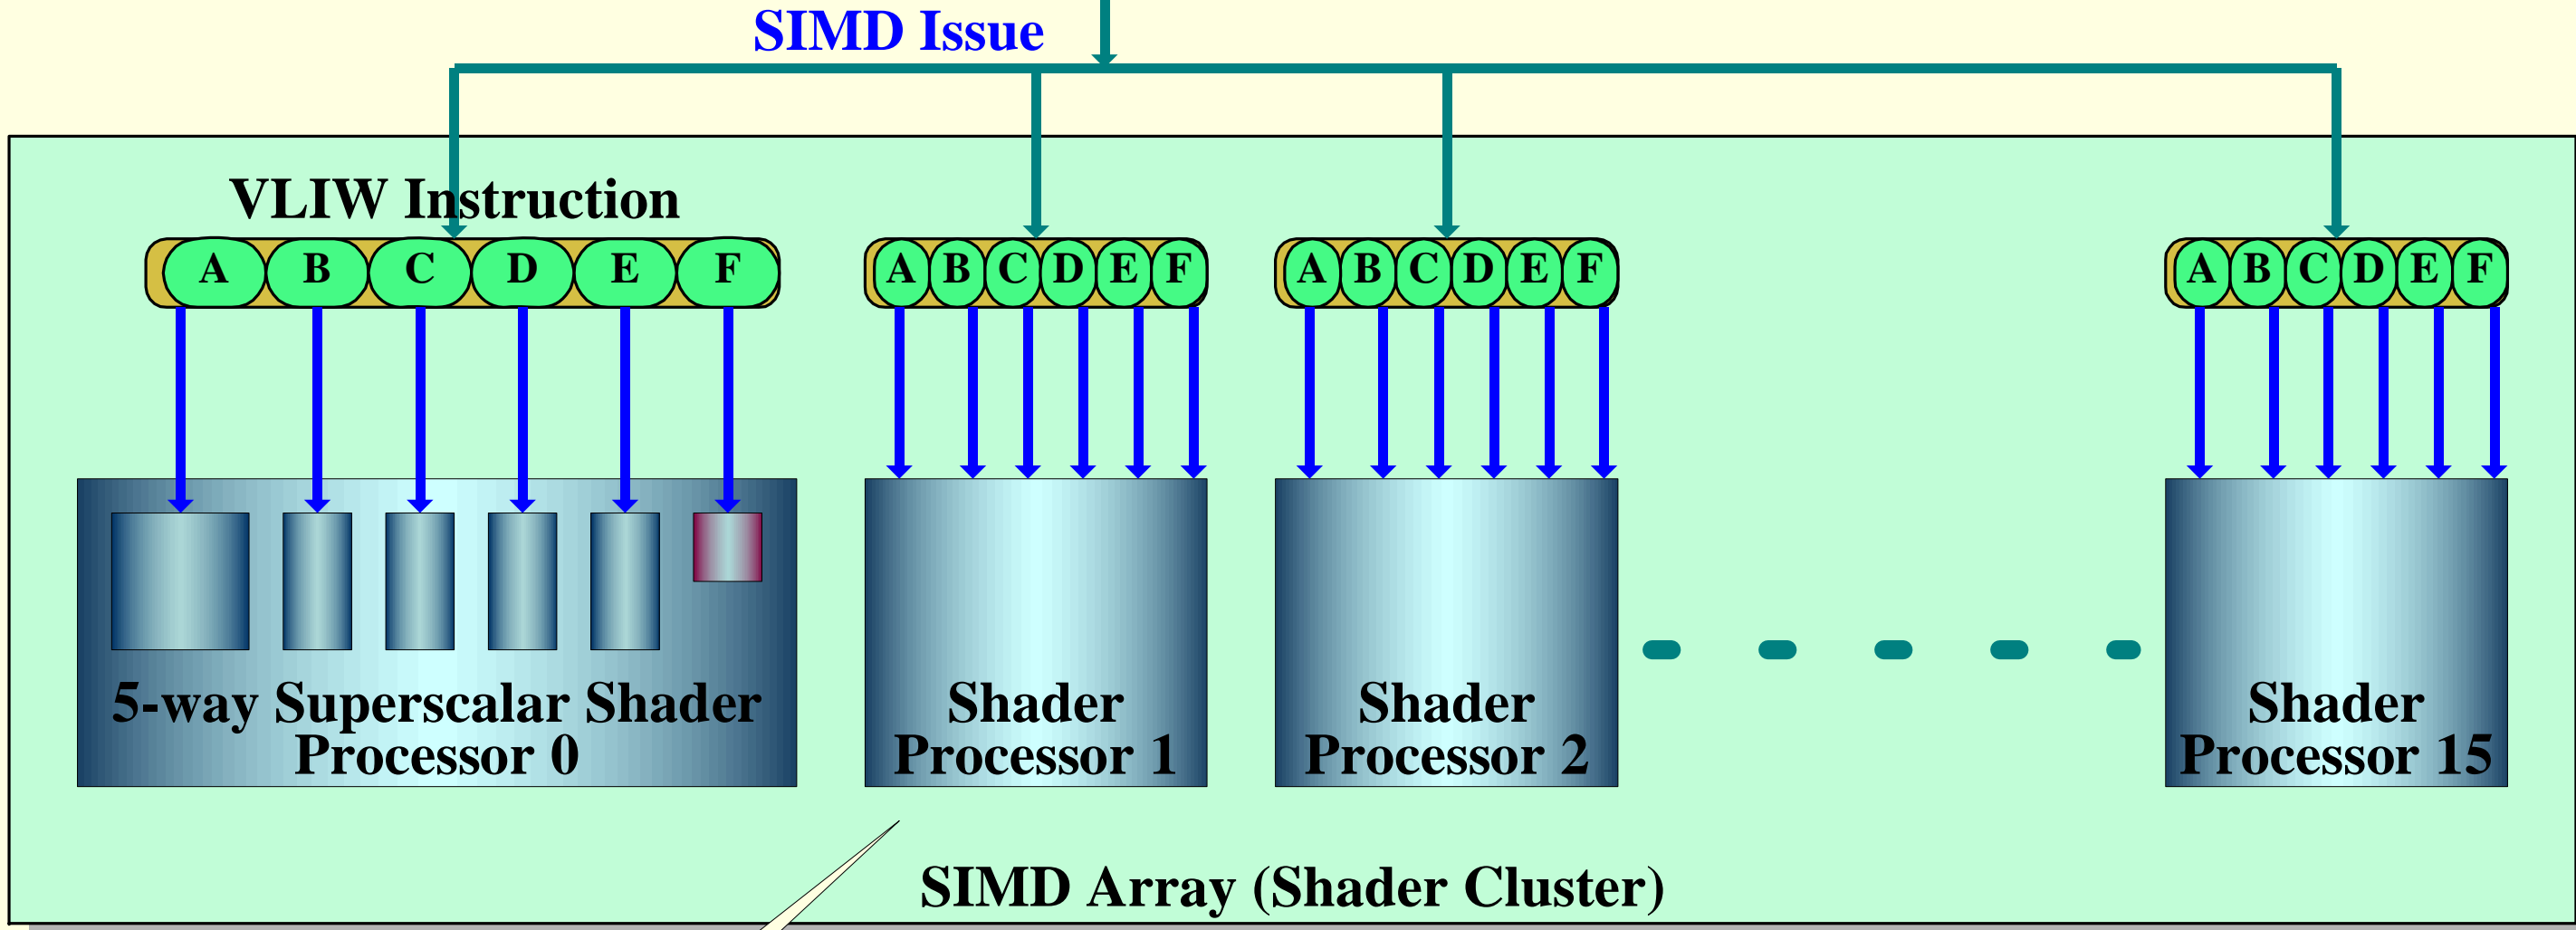 SIMD Issue
VLIW Instruction
A B C D E F
A B C D E F
A B C D E F
A B C D E F
5-way Superscalar Shader
Processor 0
Shader
Processor 1
Shader
Processor 2
Shader
Processor 15
SIMD Array (Shader Cluster)